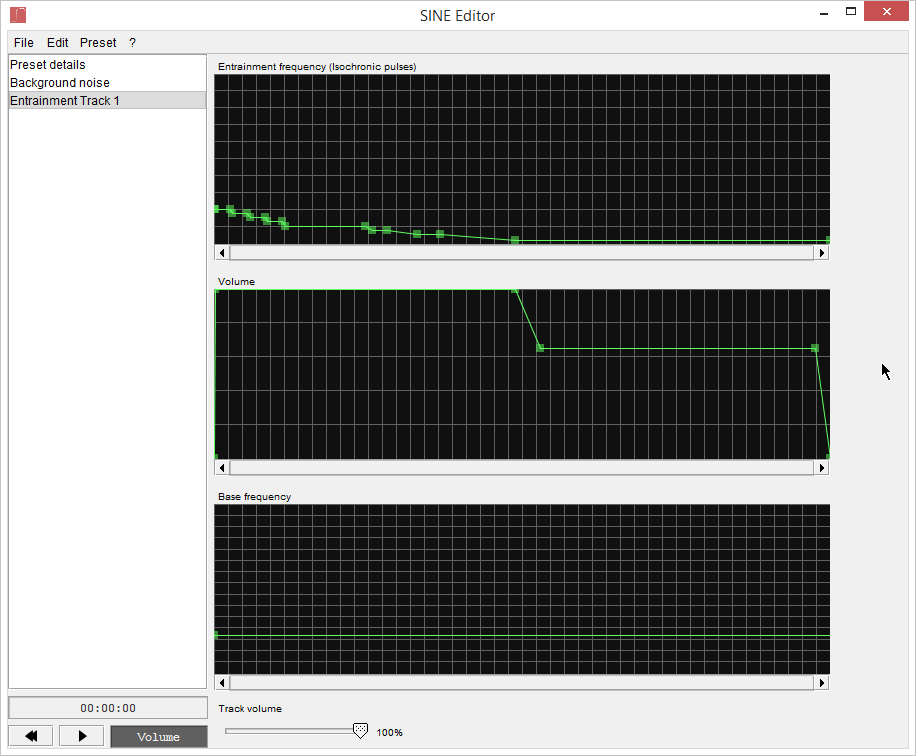 SINE Editor
File Edit Preset ?
Preset details
Background noise
Entrainment Track 1
Entrainment frequency (Isochronic pulses)
Volume
Base frequency
Track volume
100%
00:00:00
Volume